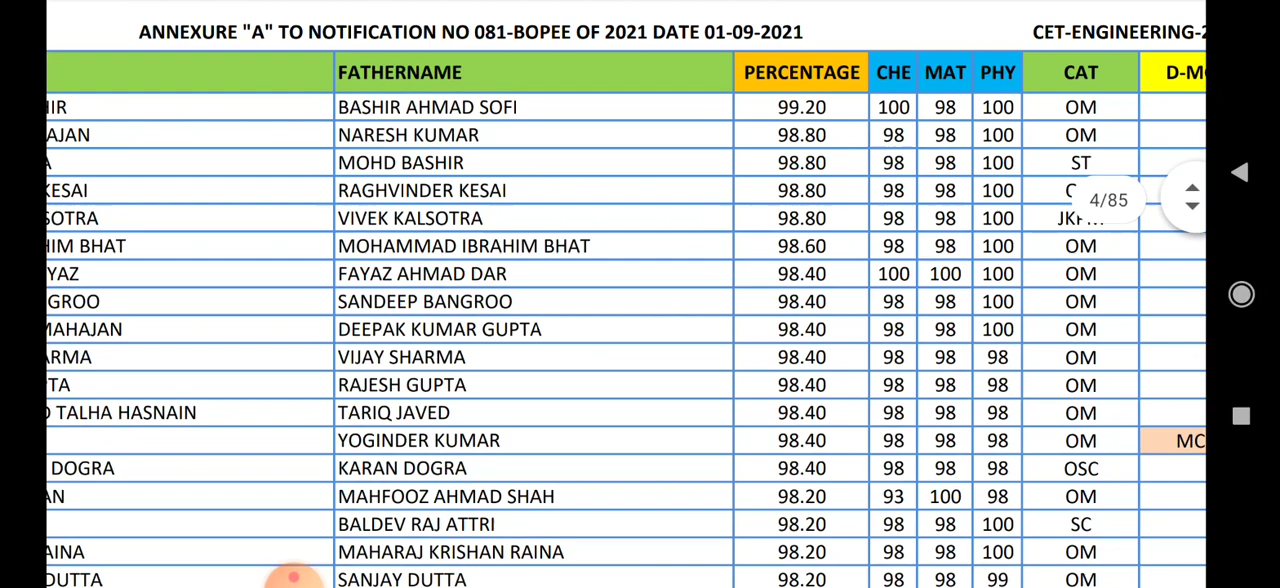 ANNEXURE "A" TO NOTIFICATION NO 081-BOPEE OF 2021 DATE 01-09-2021 CET-ENGINEERING-2
FATHERNAME PERCENTAGE CHE MAT PHY CAT D-MC
HIR BASHIR AHMAD SOFI 99.20 100 98 100 OM
AJAN NARESH KUMAR 98.80 98 98 100 OM
A MOHD BASHIR 98.80 98 98 100 ST
KESAI RAGHVINDER KESAI 98.80 98 98 100
4/85
SOTRA VIVEK KALSOTRA 98.80 98 98 100
HIM BHAT MOHAMMAD IBRAHIM BHAT 98.60 98 98 100 OM
YAZ FAYAZ AHMAD DAR 98.40 100 100 100 OM
GROO SANDEEP BANGROO 98.40 98 98 100 OM
MAHAJAN DEEPAK KUMAR GUPTA 98.40 98 98 100 OM
ARMA VIJAY SHARMA 98.40 98 98 98 OM
TA RAJESH GUPTA 98.40 98 98 98 OM
D TALHA HASNAIN TARIQ JAVED 98.40 98 98 98 OM
YOGINDER KUMAR 98.40 98 98 98 OM MC
DOGRA KARAN DOGRA 98.40 98 98 98 OSC
AN MAHFOOZ AHMAD SHAH 98.20 93 100 98 OM
BALDEV RAJ ATTRI 98.20 98 98 100 SC
AINA MAHARAJ KRISHAN RAINA 98.20 98 98 100 OM
DUTTA SANJAY DUTTA 98.20 98 98 99 OM